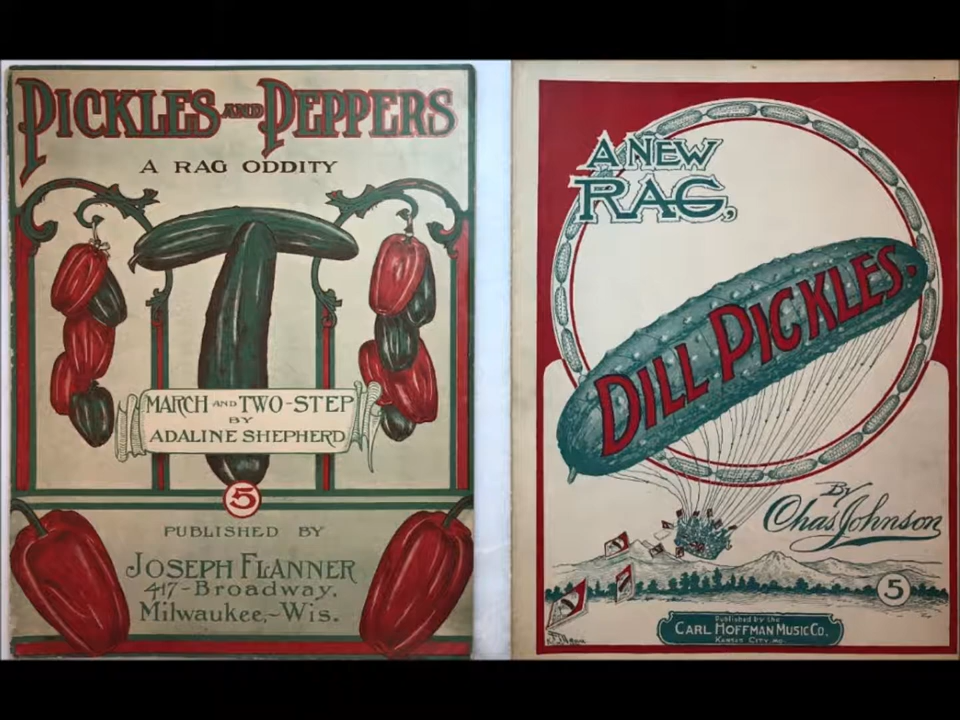 PICKLES AND PEPPERS
A RAG ODDITY
MARCH AND TWO-STEP
BY
ADALINE SHEPHERD
5
PUBLISHED BY
JOSEPH FLANNER
417-Broadway.
Milwaukee,-Wis.
A NEW
RAG,
DILL PICKLES.
By
Chas Johnson
5
Published by the
CARL HOFFMAN MUSIC CO.
KANSAS CITY, MO.